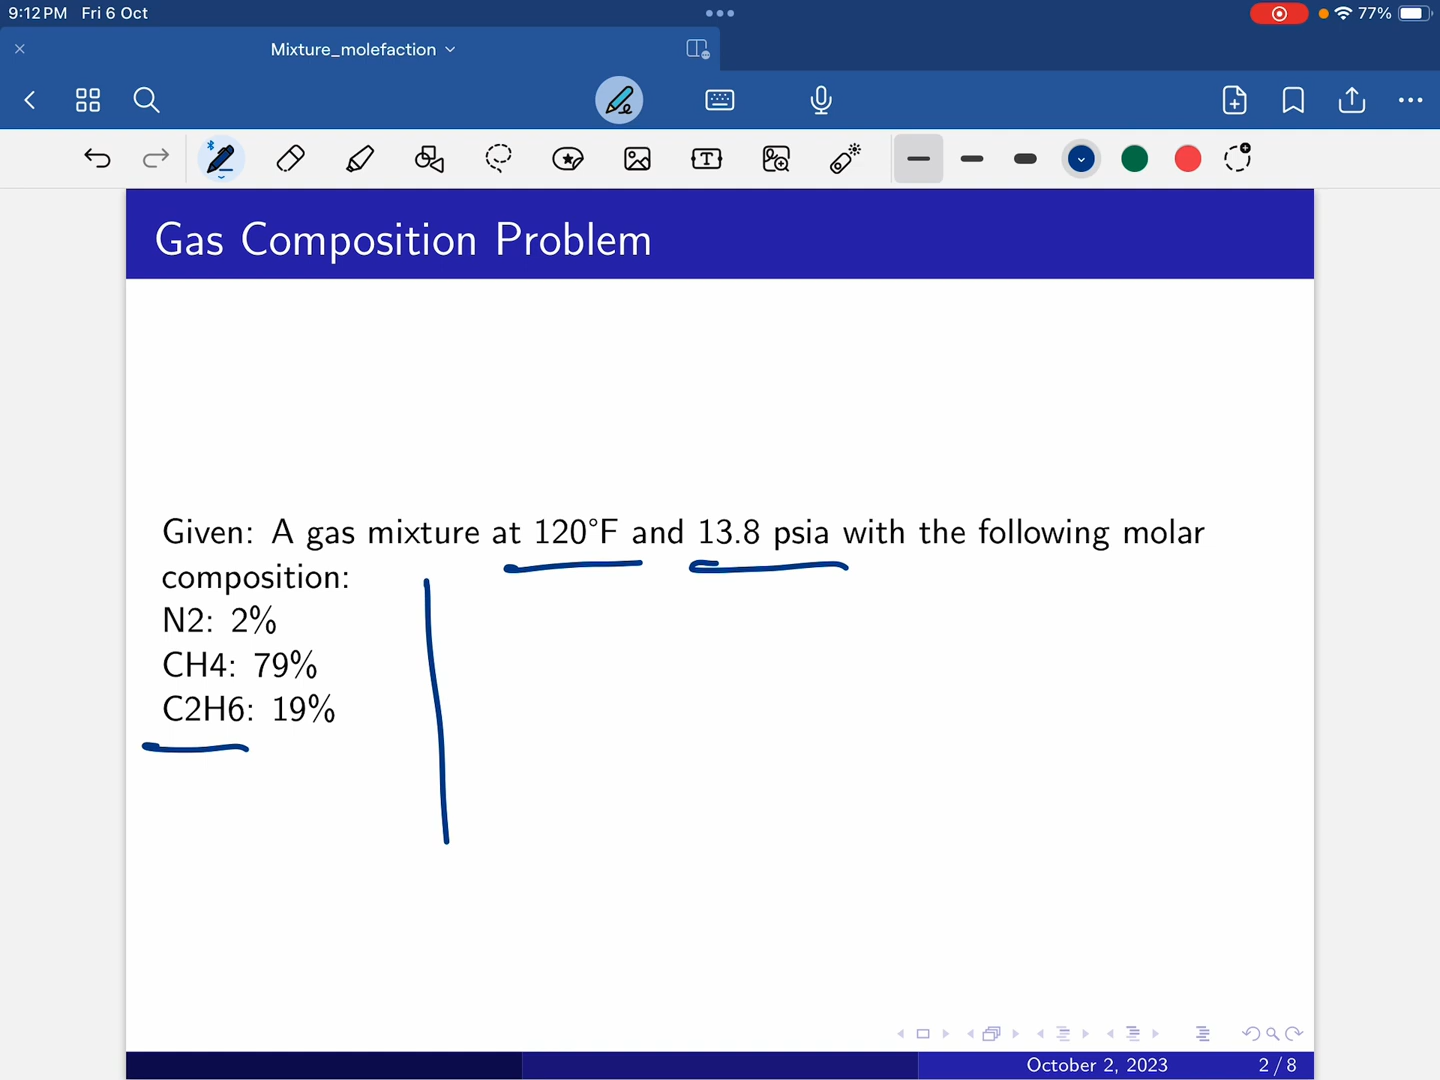 9:12 PM Fri 6 Oct
77%
Mixture_molefaction
Gas Composition Problem
Given: A gas mixture at 120°F and 13.8 psia with the following molar
composition:
N2: 2%
CH4: 79%
C2H6: 19%
October 2, 2023 2 / 8